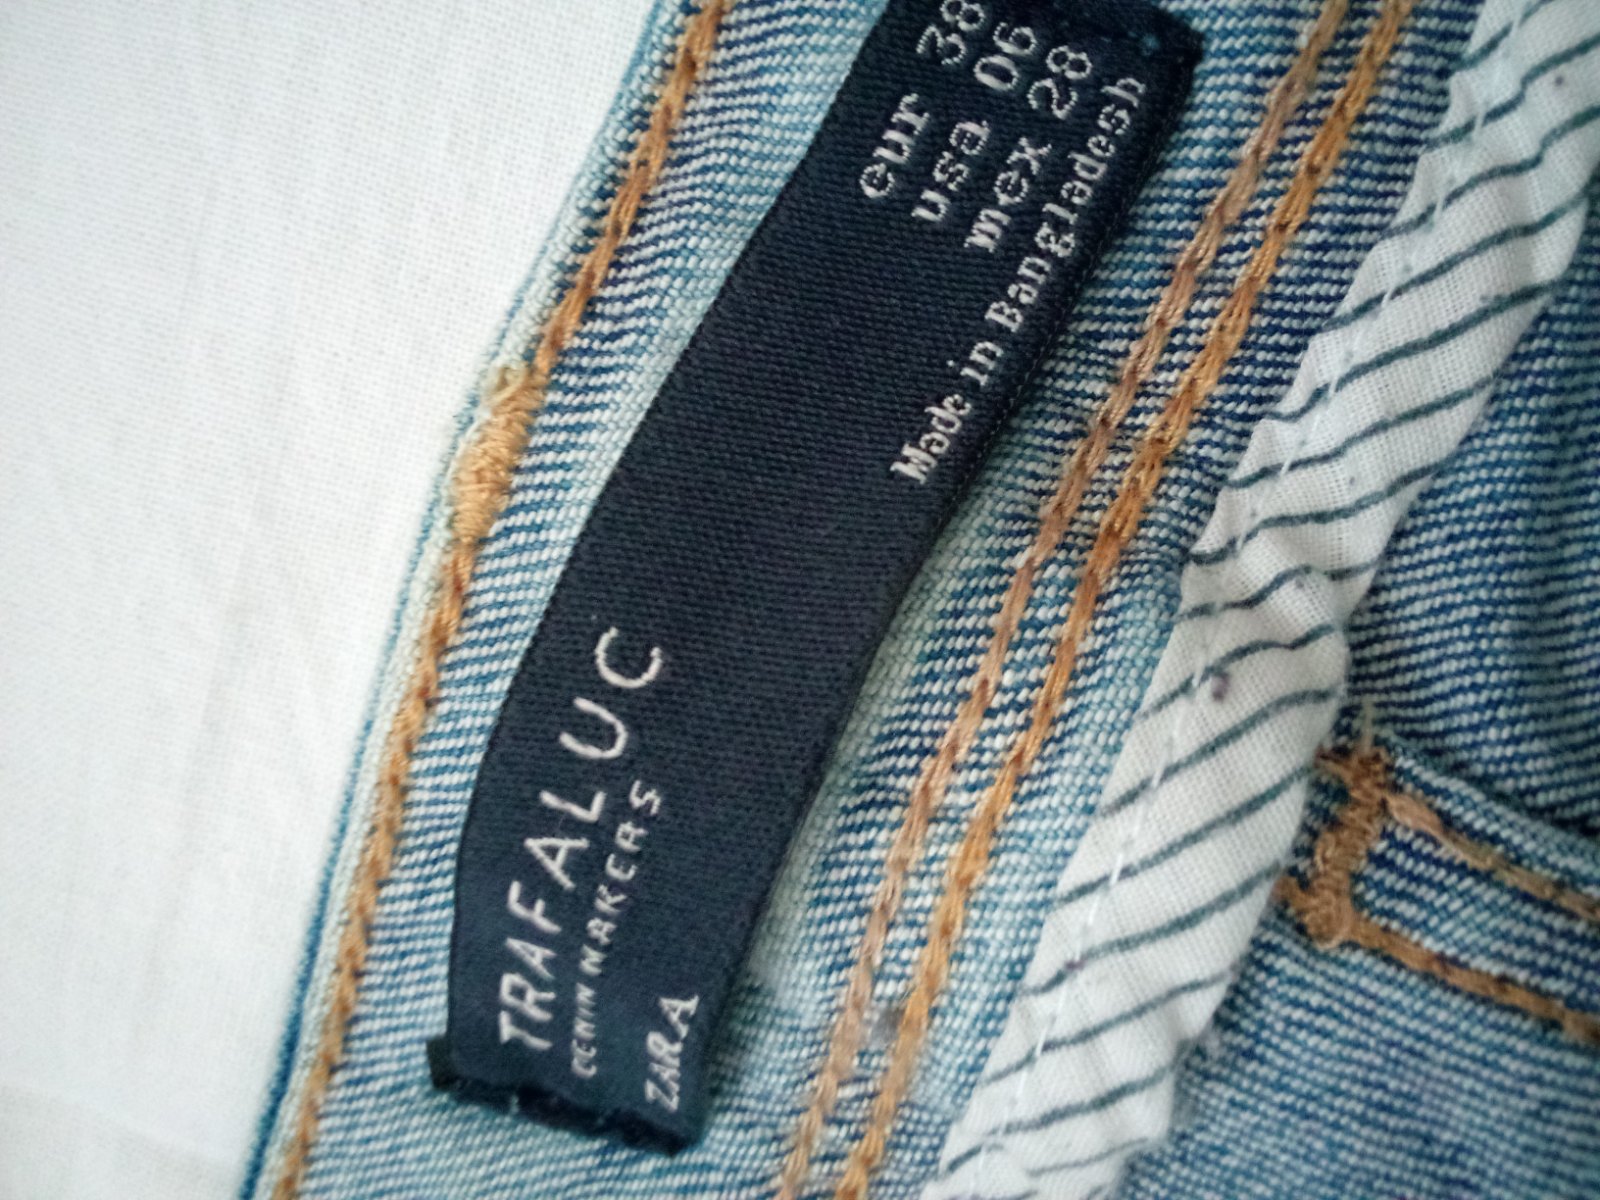 TRAFALUC
DENIM MAKERS
ZARA
eur 38
usa 06
mex 28
Made in Bangladesh